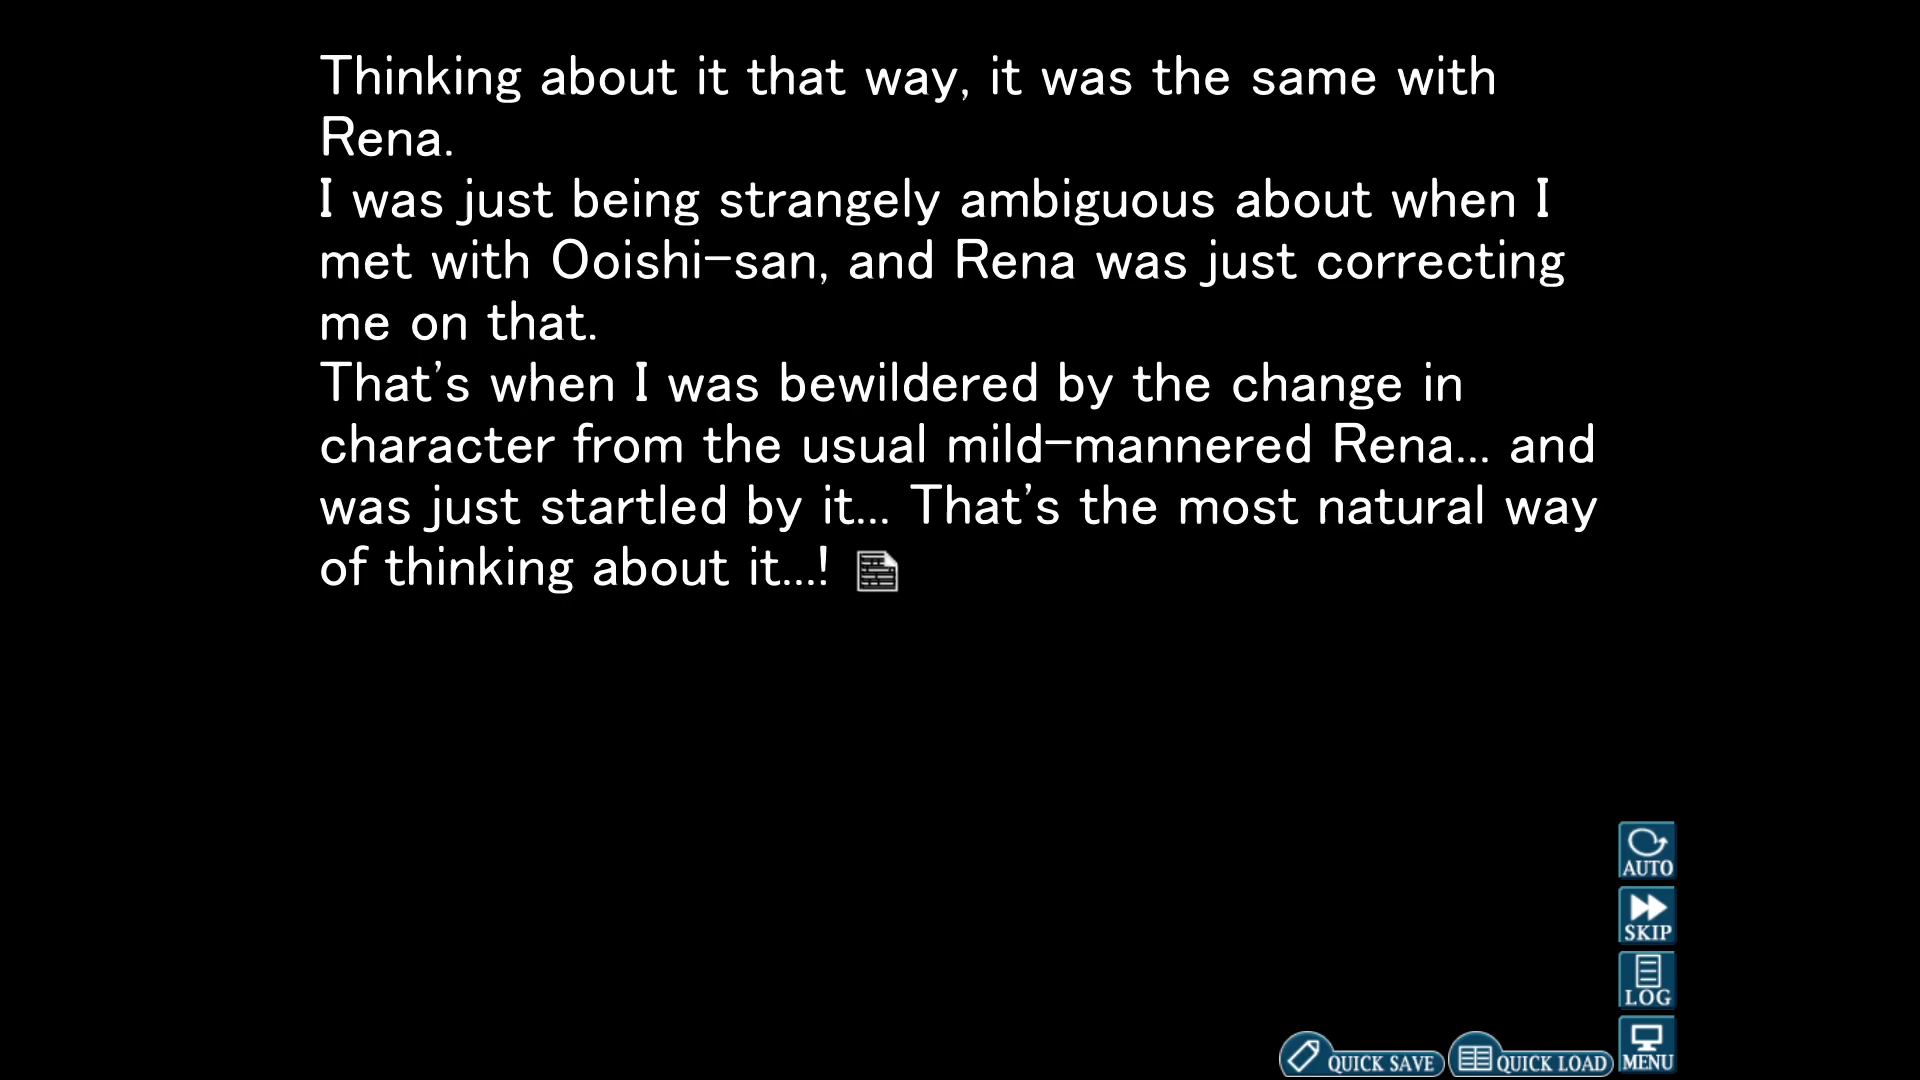 Thinking about it that way, it was the same with
Rena.
I was just being strangely ambiguous about when I
met with Ooishi-san, and Rena was just correcting
me on that.
That's when I was bewildered by the change in
character from the usual mild-mannered Rena... and
was just startled by it... That's the most natural way
of thinking about it...!
AUTO
SKIP
LOG
MENU
QUICK SAVE
QUICK LOAD